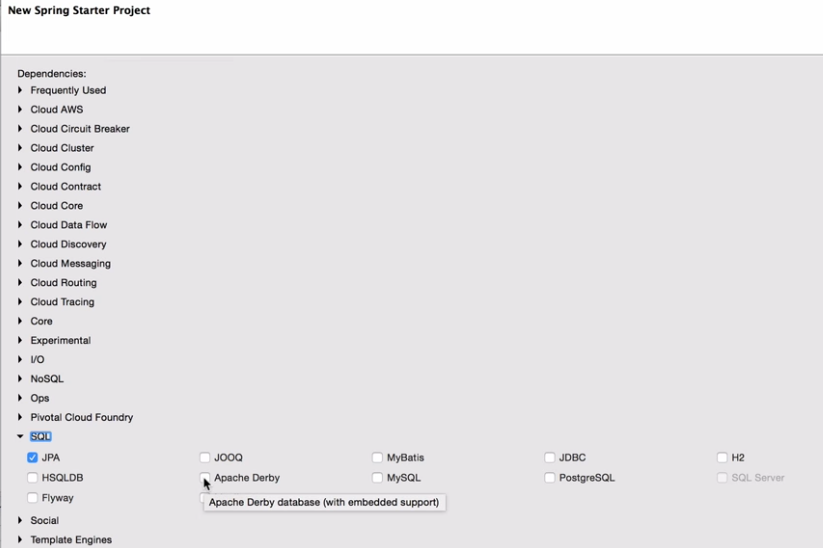 New Spring Starter Project
Dependencies:
Frequently Used
Cloud AWS
Cloud Circuit Breaker
Cloud Cluster
Cloud Config
Cloud Contract
Cloud Core
Cloud Data Flow
Cloud Discovery
Cloud Messaging
Cloud Routing
Cloud Tracing
Core
Experimental
I/O
NoSQL
Ops
Pivotal Cloud Foundry
SQL
JPA JOOQ MyBatis JDBC H2
HSQLDB Apache Derby MySQL PostgreSQL SQL Server
Flyway
Apache Derby database (with embedded support)
Social
Template Engines